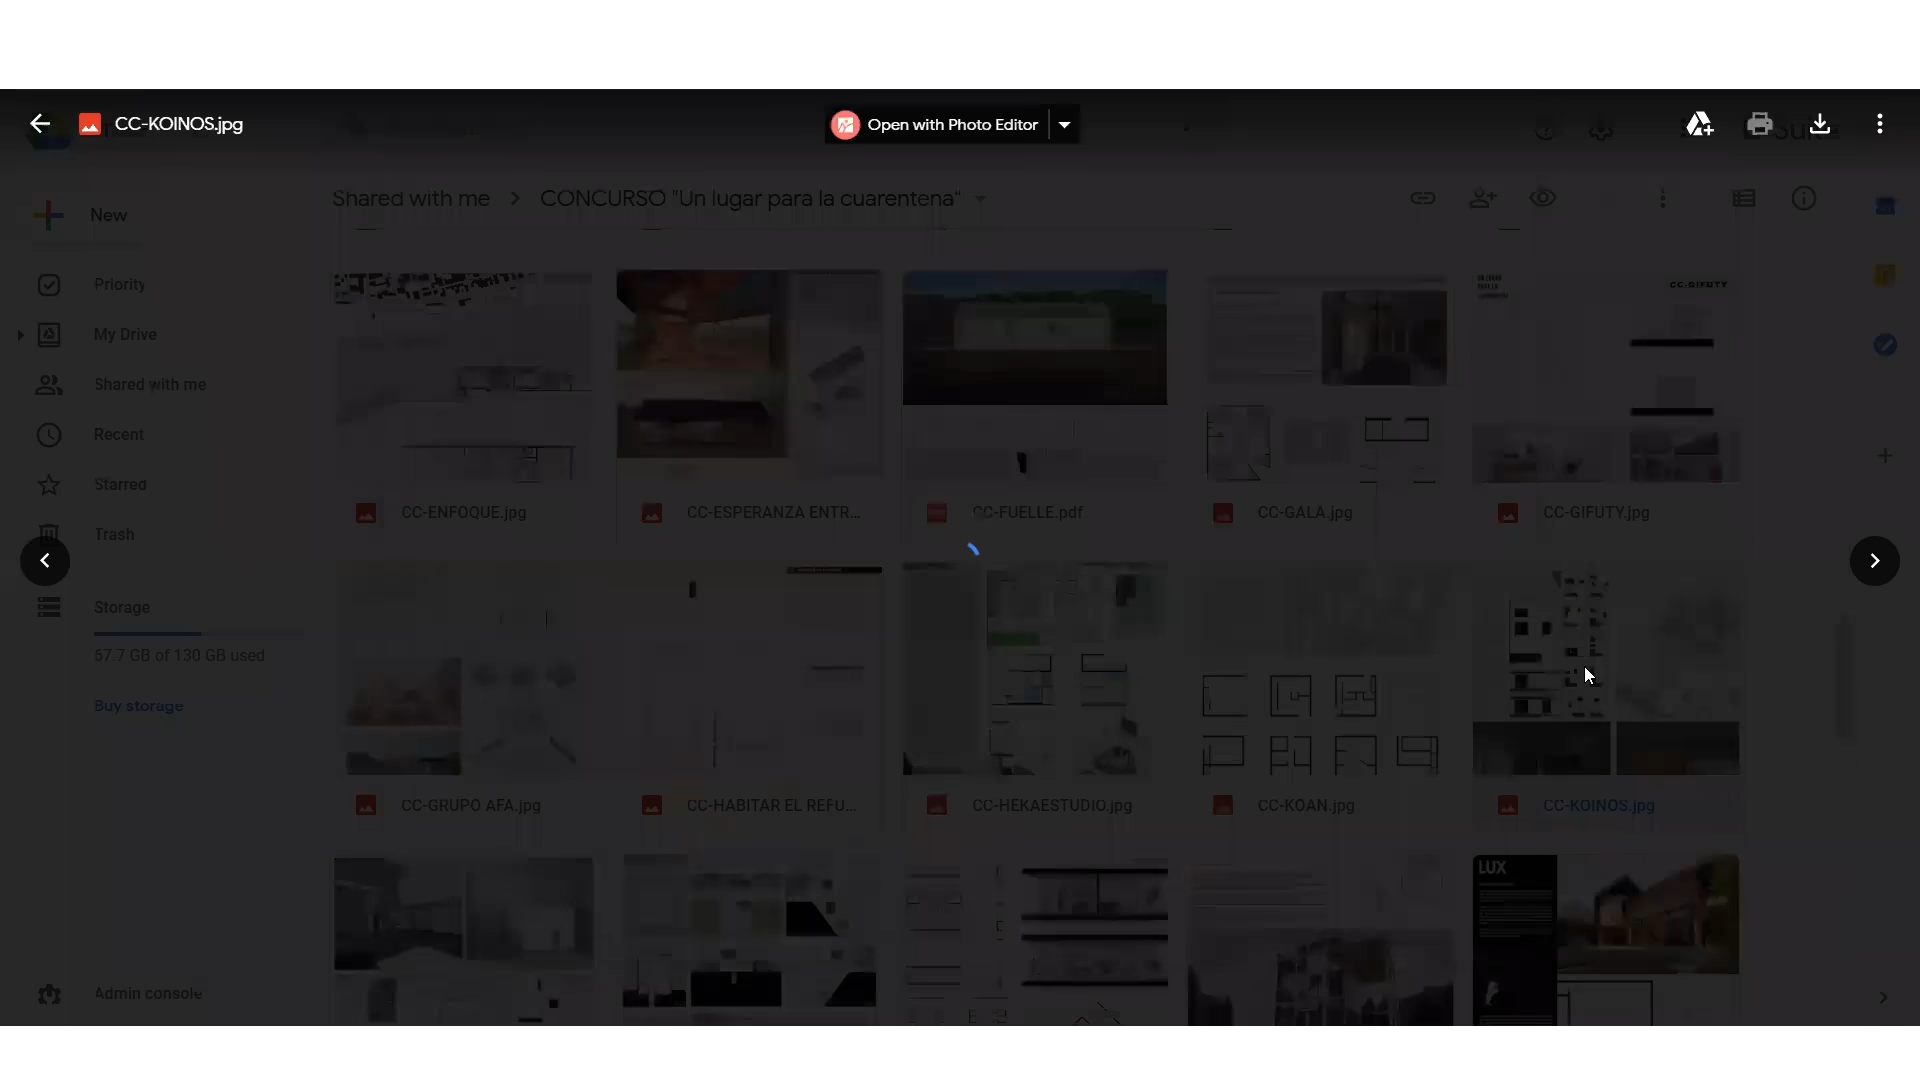 CC-KOINOS.jpg
Open with Photo Editor
Shared with me
CONCURSO "Un lugar para la cuarentena"
New
Priority
My Drive
Shared with me
Recent
Starred
Trash
Storage
67.7 GB of 130 GB used
Buy storage
Admin console
CC-GIFUTY
CC-ENFOQUE.jpg
CC-ESPERANZA ENTR...
CC-FUELLE.pdf
CC-GALA.jpg
CC-GIFUTY.jpg
CC-GRUPO AFA.jpg
CC-HABITAR EL REFU...
CC-HEKAESTUDIO.jpg
CC-KOAN.jpg
CC-KOINOS.jpg
LUX